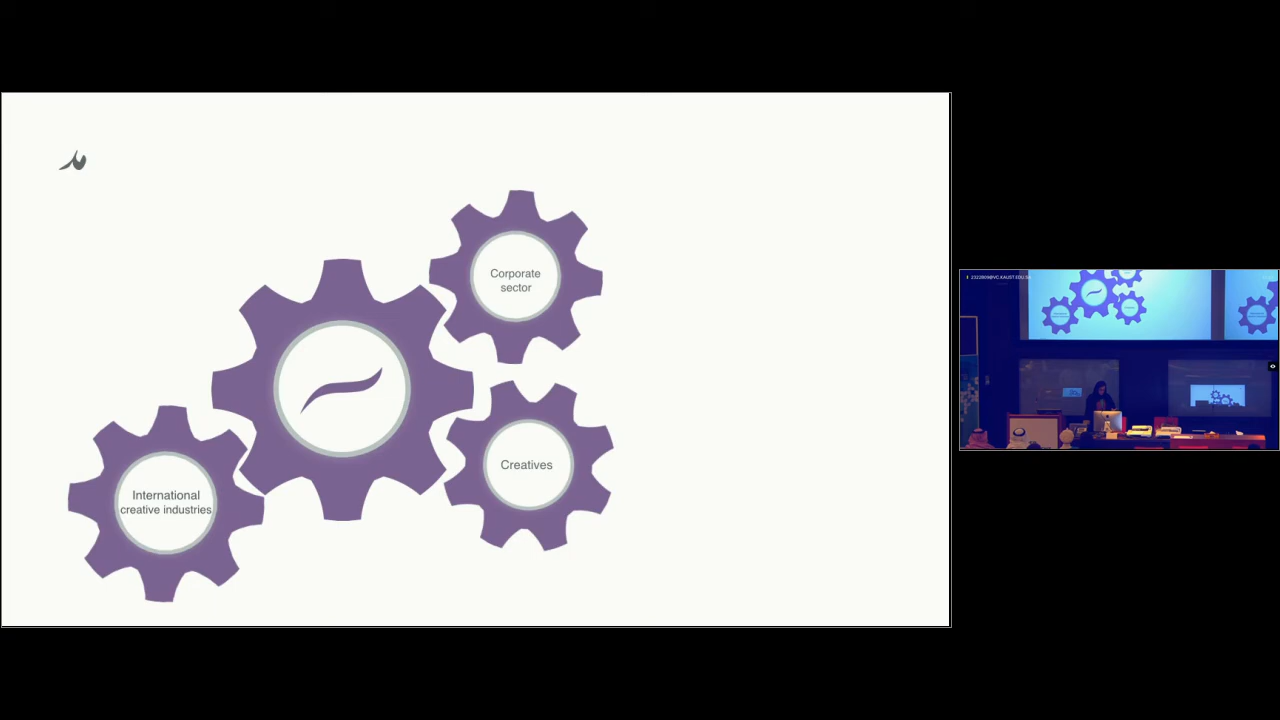 Corporate
sector
Creatives
International
creative industries